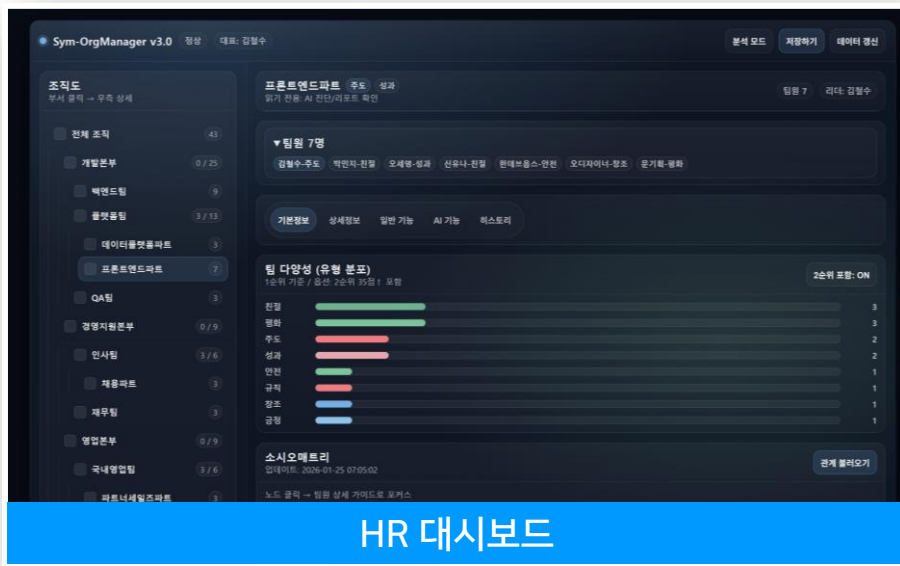 Sym-OrgManager v3.0 정상 대표: 김철수
분석 모드 저장하기 데이터 갱신
조직도
부서 클릭 → 우측 상세
전체 조직 43
개발본부 0 / 25
백엔드팀 9
플랫폼팀 3 / 13
데이터플랫폼파트 3
프론트엔드파트 7
QA팀 3
경영지원본부 0 / 9
인사팀 3 / 6
채용파트 3
재무팀 3
영업본부 0 / 9
국내영업팀 3 / 6
파트너세일즈파트 3
프론트엔드파트 주도 성과
읽기 전용: AI 진단/리포트 확인
팀원 7 리더: 김철수
▼팀원 7명
김철수-주도 박민지-친절 오세영-성과 신유나-친절 한데브옵스-안전 오디자이너-창조 문기획-평화
기본정보 상세정보 일반 기능 AI 기능 히스토리
팀 다양성 (유형 분포)
1순위 기준 / 옵션: 2순위 35점↑ 포함
2순위 포함: ON
친절 3
평화 3
주도 2
성과 2
안전 1
규칙 1
창조 1
긍정 1
소시오매트리
업데이트: 2026-01-25 07:05:02
관계 불러오기
노드 클릭 → 팀원 상세 가이드로 포커스
HR 대시보드